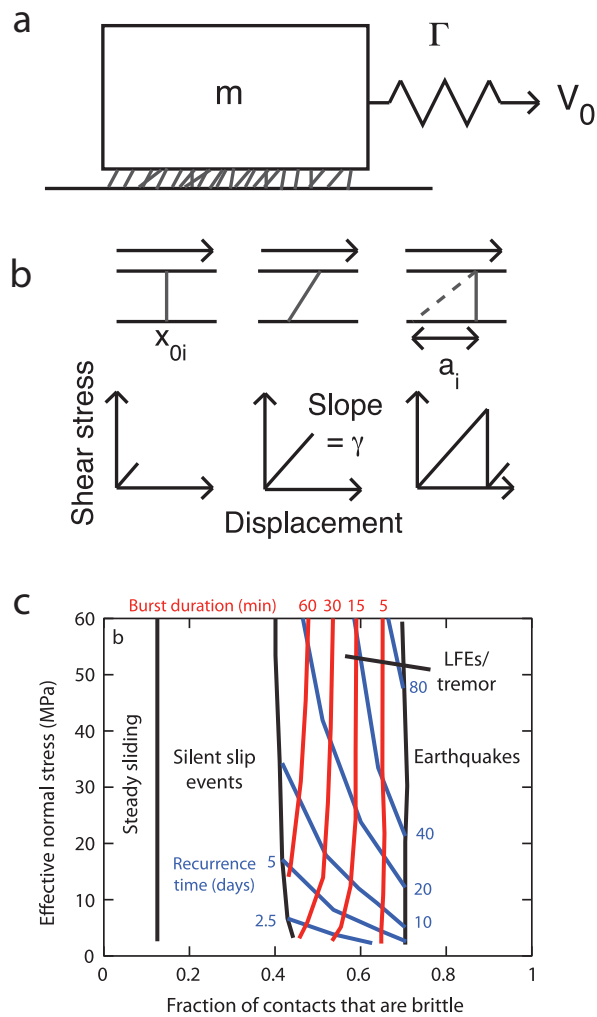 a
m
Γ
V0
b
x0i
ai
Shear stress
Slope
= γ
Displacement
c
Burst duration (min) 60 30 15 5
b
60
50
40
30
20
10
0
Effective normal stress (MPa)
Steady sliding
Silent slip
events
LFEs/
tremor
Earthquakes
Recurrence
time (days)
5
2.5
80
40
20
10
0 0.2 0.4 0.6 0.8 1
Fraction of contacts that are brittle